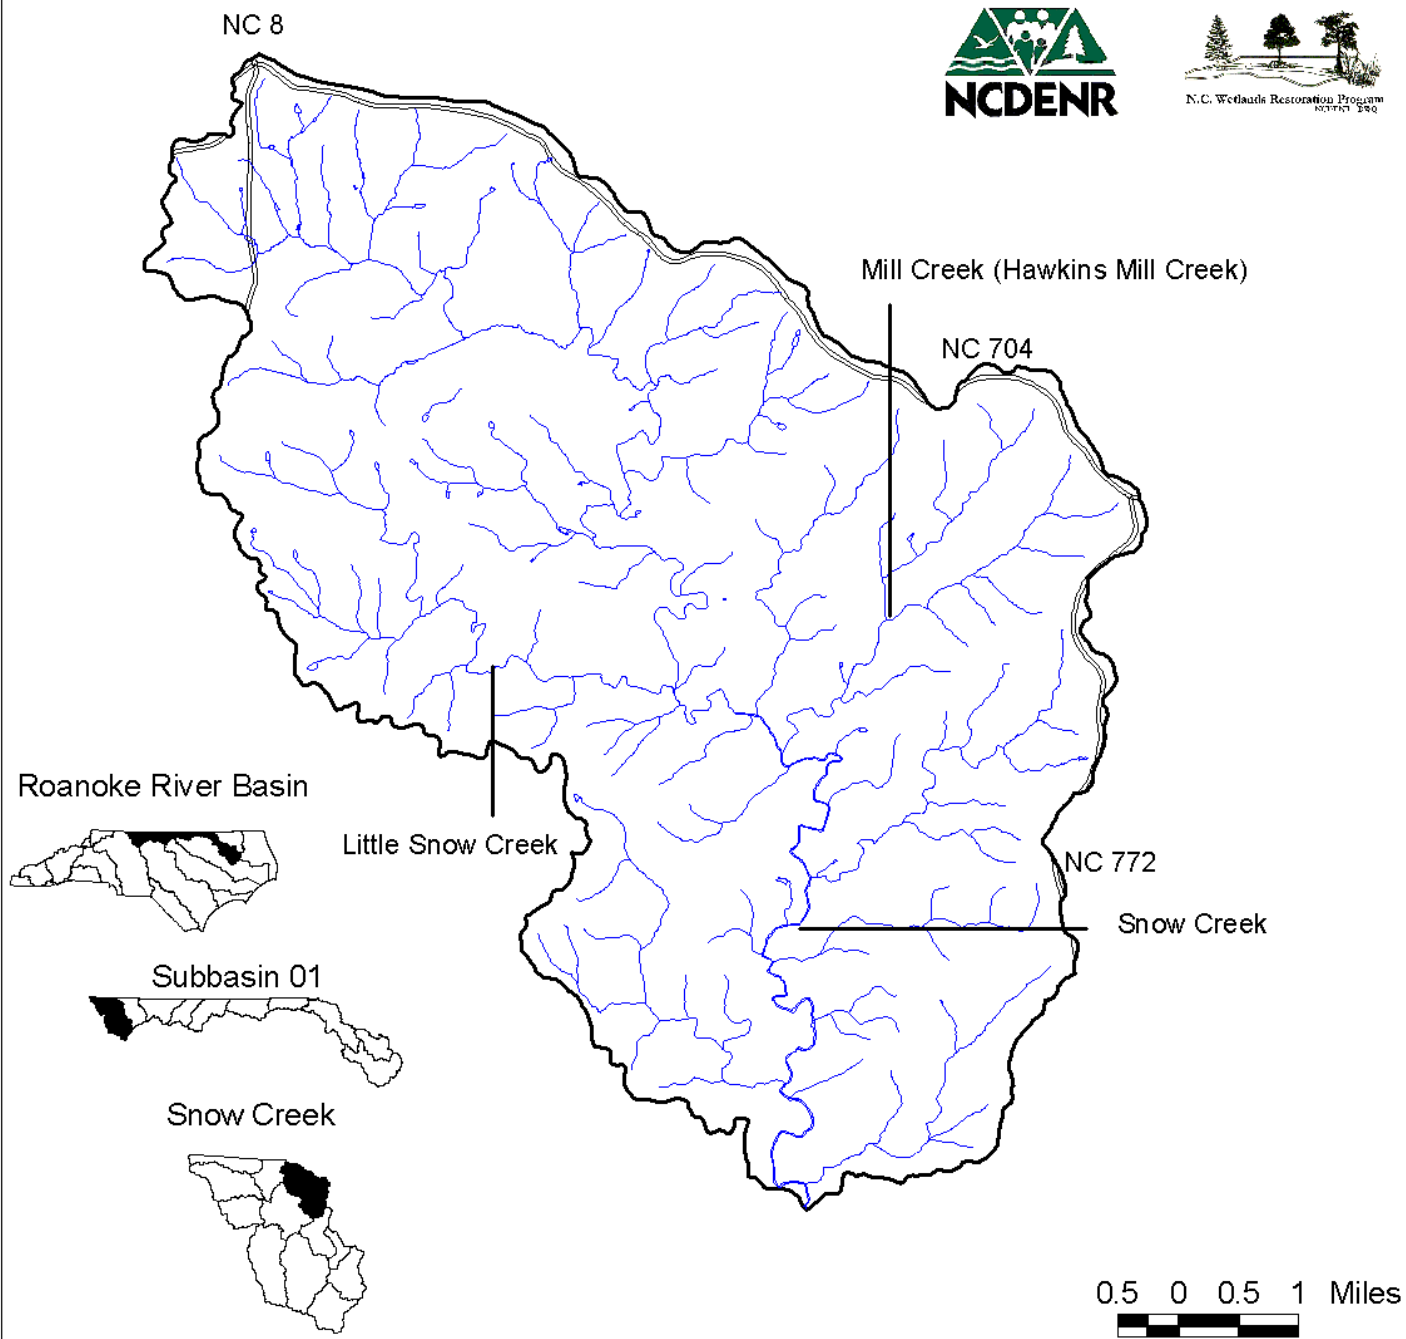 NC 8
NCDENR
N.C. Wetlands Restoration Program
Mill Creek (Hawkins Mill Creek)
NC 704
Roanoke River Basin
Little Snow Creek
NC 772
Snow Creek
Subbasin 01
Snow Creek
0.5 0 0.5 1 Miles